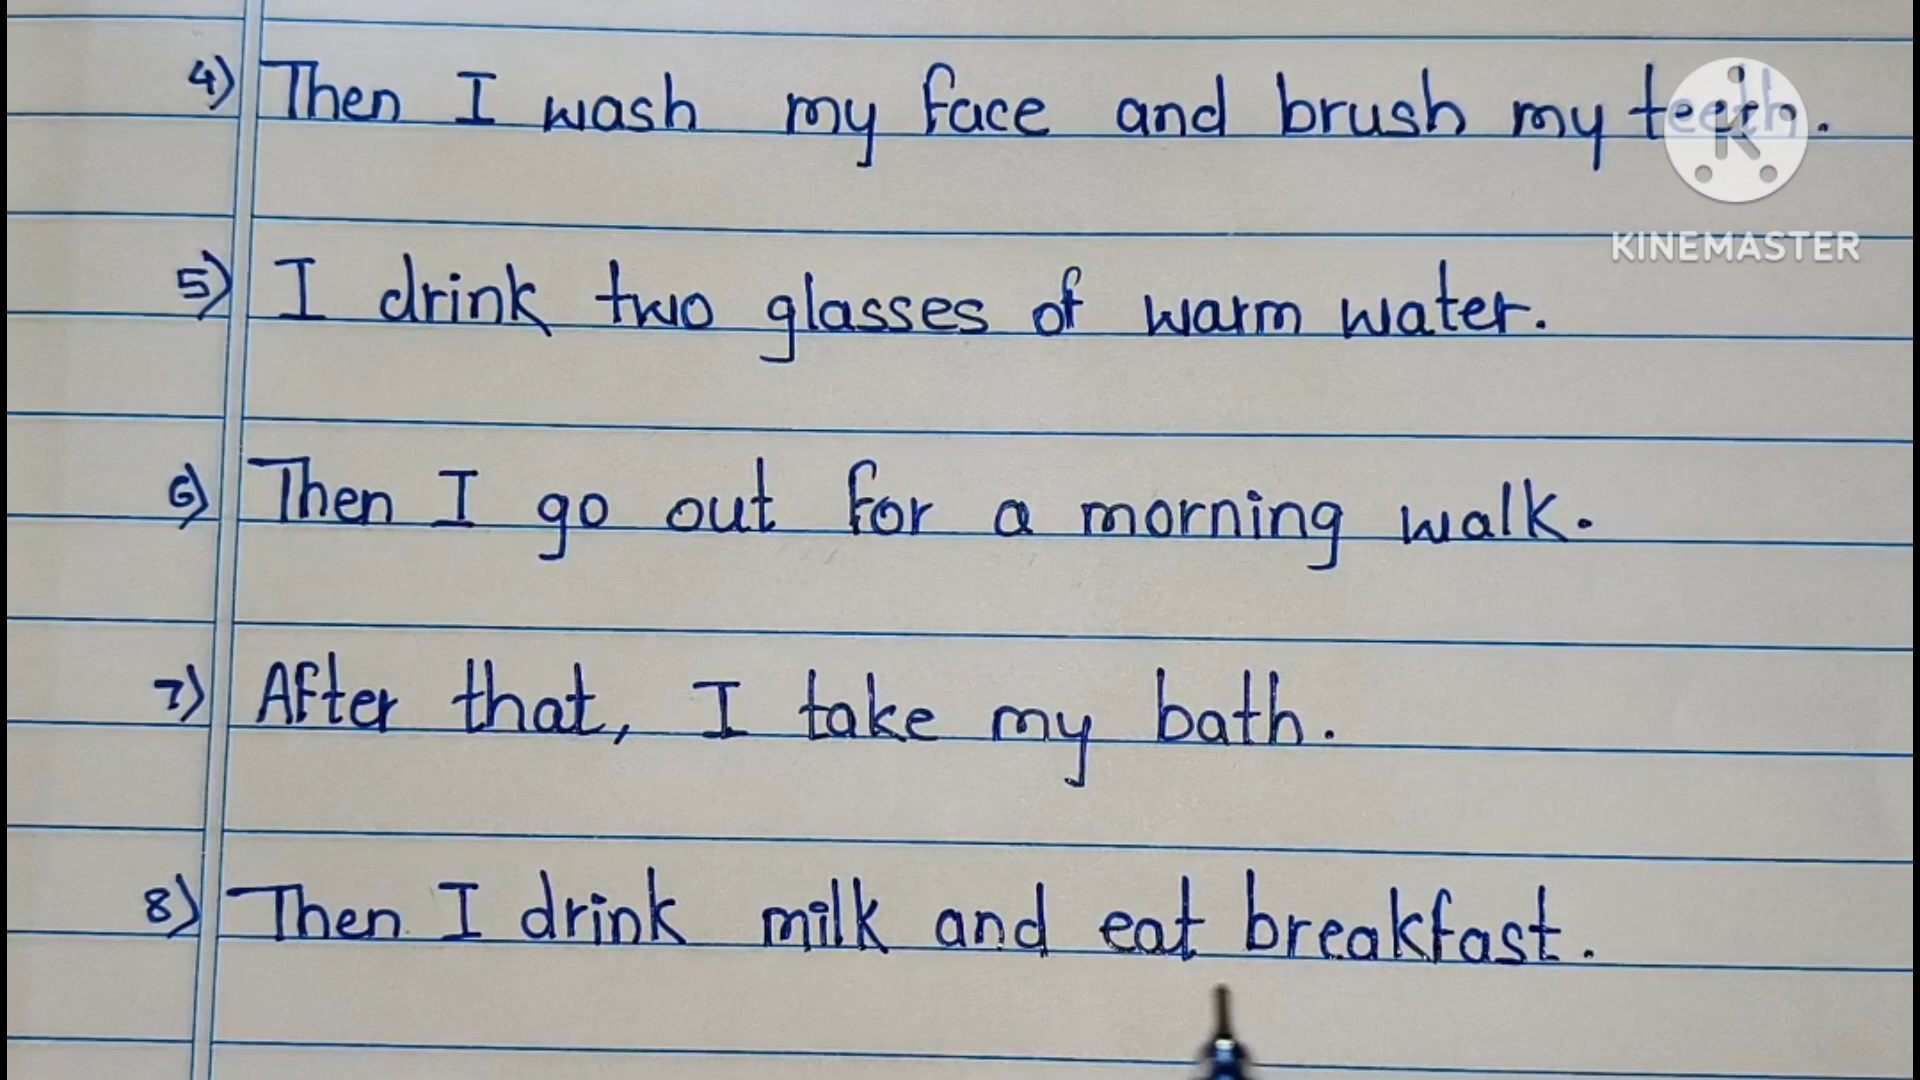 4) Then I wash my face and brush my teeth.
KINEMASTER
5) I drink two glasses of warm water.
6) Then I go out for a morning walk.
7) After that, I take my bath.
8) Then I drink milk and eat breakfast.